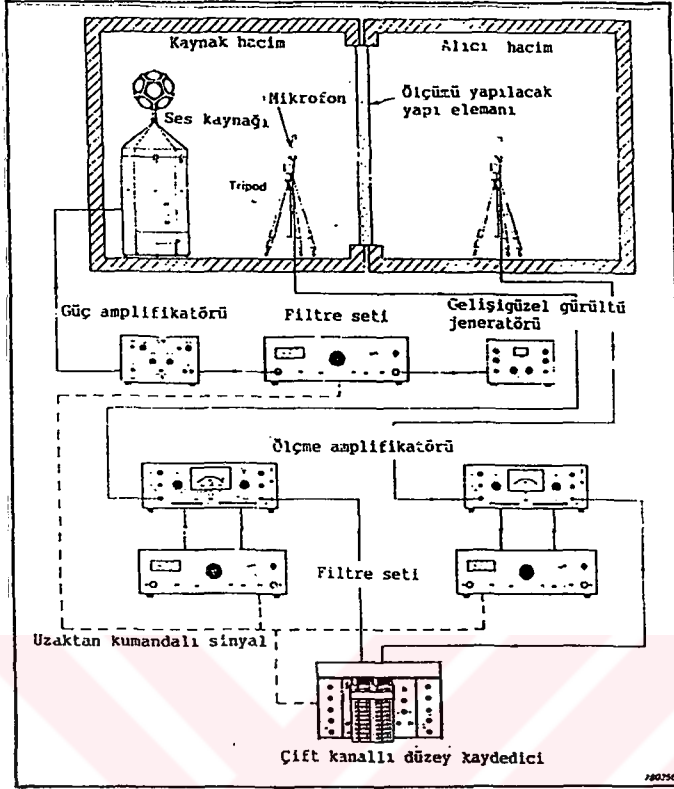 Kaynak hacim
Alıcı hacim
Mikrofon
Ölçümü yapılacak
yapı elemanı
Ses kaynağı
Tripod
Güç amplifikatörü
Filtre seti
Gelişigüzel gürültü
jeneratörü
Ölçme amplifikatörü
Filtre seti
Uzaktan kumandalı sinyal
Çift kanallı düzey kaydedici